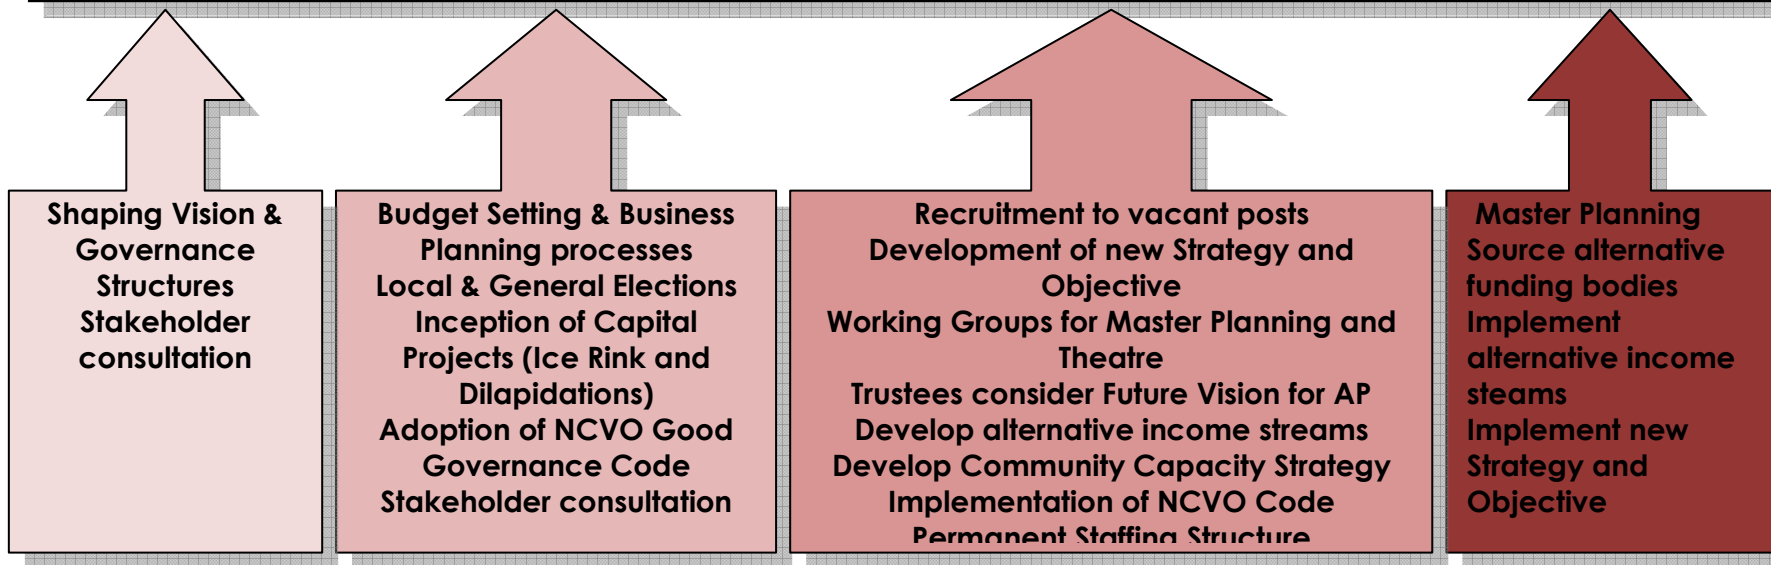 Shaping Vision &
Governance
Structures
Stakeholder
consultation
Budget Setting & Business
Planning processes
Local & General Elections
Inception of Capital
Projects (Ice Rink and
Dilapidations)
Adoption of NCVO Good
Governance Code
Stakeholder consultation
Recruitment to vacant posts
Development of new Strategy and
Objective
Working Groups for Master Planning and
Theatre
Trustees consider Future Vision for AP
Develop alternative income streams
Develop Community Capacity Strategy
Implementation of NCVO Code
Permanent Staffing Structure
Master Planning
Source alternative
funding bodies
Implement
alternative income
steams
Implement new
Strategy and
Objective